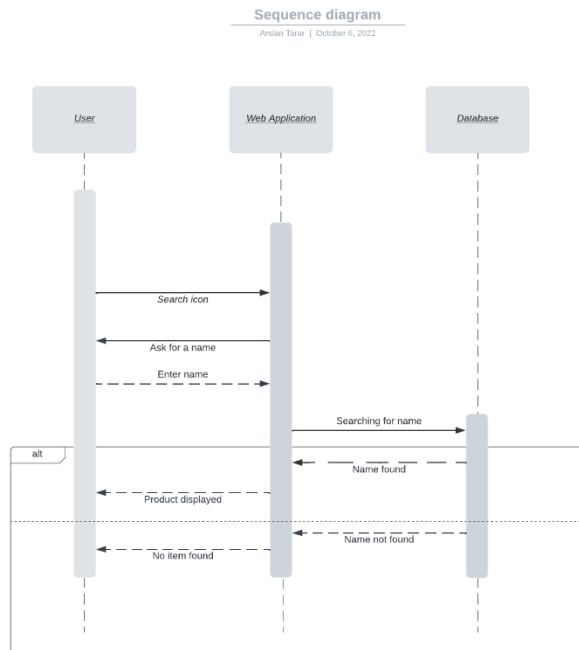 Sequence diagram
Arslan Tarar | October 6, 2022
User
Web Application
Database
Search icon
Ask for a name
Enter name
Searching for name
alt
Name found
Product displayed
Name not found
No item found